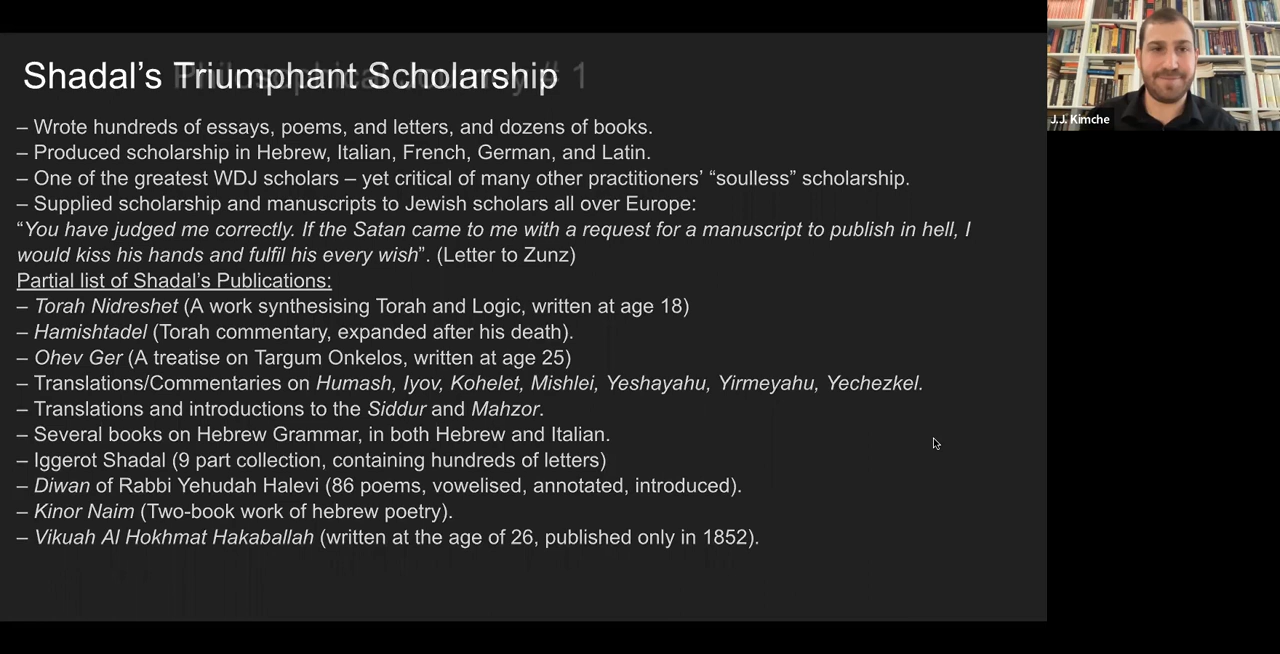 Shadal's Triumphant Scholarship
– Wrote hundreds of essays, poems, and letters, and dozens of books.
– Produced scholarship in Hebrew, Italian, French, German, and Latin.
– One of the greatest WDJ scholars – yet critical of many other practitioners' “soulless” scholarship.
– Supplied scholarship and manuscripts to Jewish scholars all over Europe:
“You have judged me correctly. If the Satan came to me with a request for a manuscript to publish in hell, I
would kiss his hands and fulfil his every wish”. (Letter to Zunz)
Partial list of Shadal's Publications:
– Torah Nidreshet (A work synthesising Torah and Logic, written at age 18)
– Hamishtadel (Torah commentary, expanded after his death).
– Ohev Ger (A treatise on Targum Onkelos, written at age 25)
– Translations/Commentaries on Humash, Iyov, Kohelet, Mishlei, Yeshayahu, Yirmeyahu, Yechezkel.
– Translations and introductions to the Siddur and Mahzor.
– Several books on Hebrew Grammar, in both Hebrew and Italian.
– Iggerot Shadal (9 part collection, containing hundreds of letters)
– Diwan of Rabbi Yehudah Halevi (86 poems, vowelised, annotated, introduced).
– Kinor Naim (Two-book work of hebrew poetry).
– Vikuah Al Hokhmat Hakaballah (written at the age of 26, published only in 1852).
J.J. Kimche